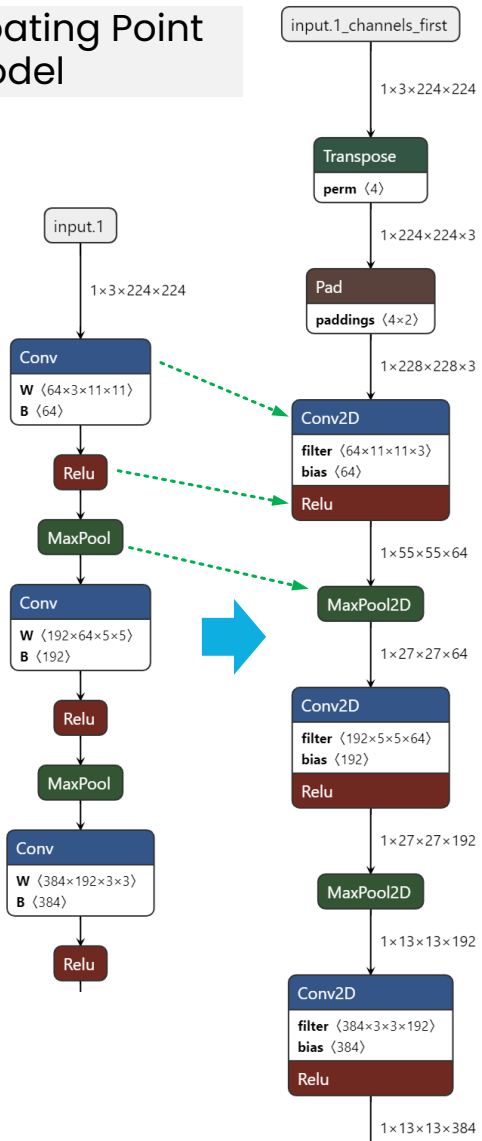 ating Point
odel
input.1
1×3×224×224
Conv
W ⟨64×3×11×11⟩
B ⟨64⟩
Relu
MaxPool
Conv
W ⟨192×64×5×5⟩
B ⟨192⟩
Relu
MaxPool
Conv
W ⟨384×192×3×3⟩
B ⟨384⟩
Relu
input.1_channels_first
1×3×224×224
Transpose
perm ⟨4⟩
1×224×224×3
Pad
paddings ⟨4×2⟩
1×228×228×3
Conv2D
filter ⟨64×11×11×3⟩
bias ⟨64⟩
Relu
1×55×55×64
MaxPool2D
1×27×27×64
Conv2D
filter ⟨192×5×5×64⟩
bias ⟨192⟩
Relu
1×27×27×192
MaxPool2D
1×13×13×192
Conv2D
filter ⟨384×3×3×192⟩
bias ⟨384⟩
Relu
1×13×13×384